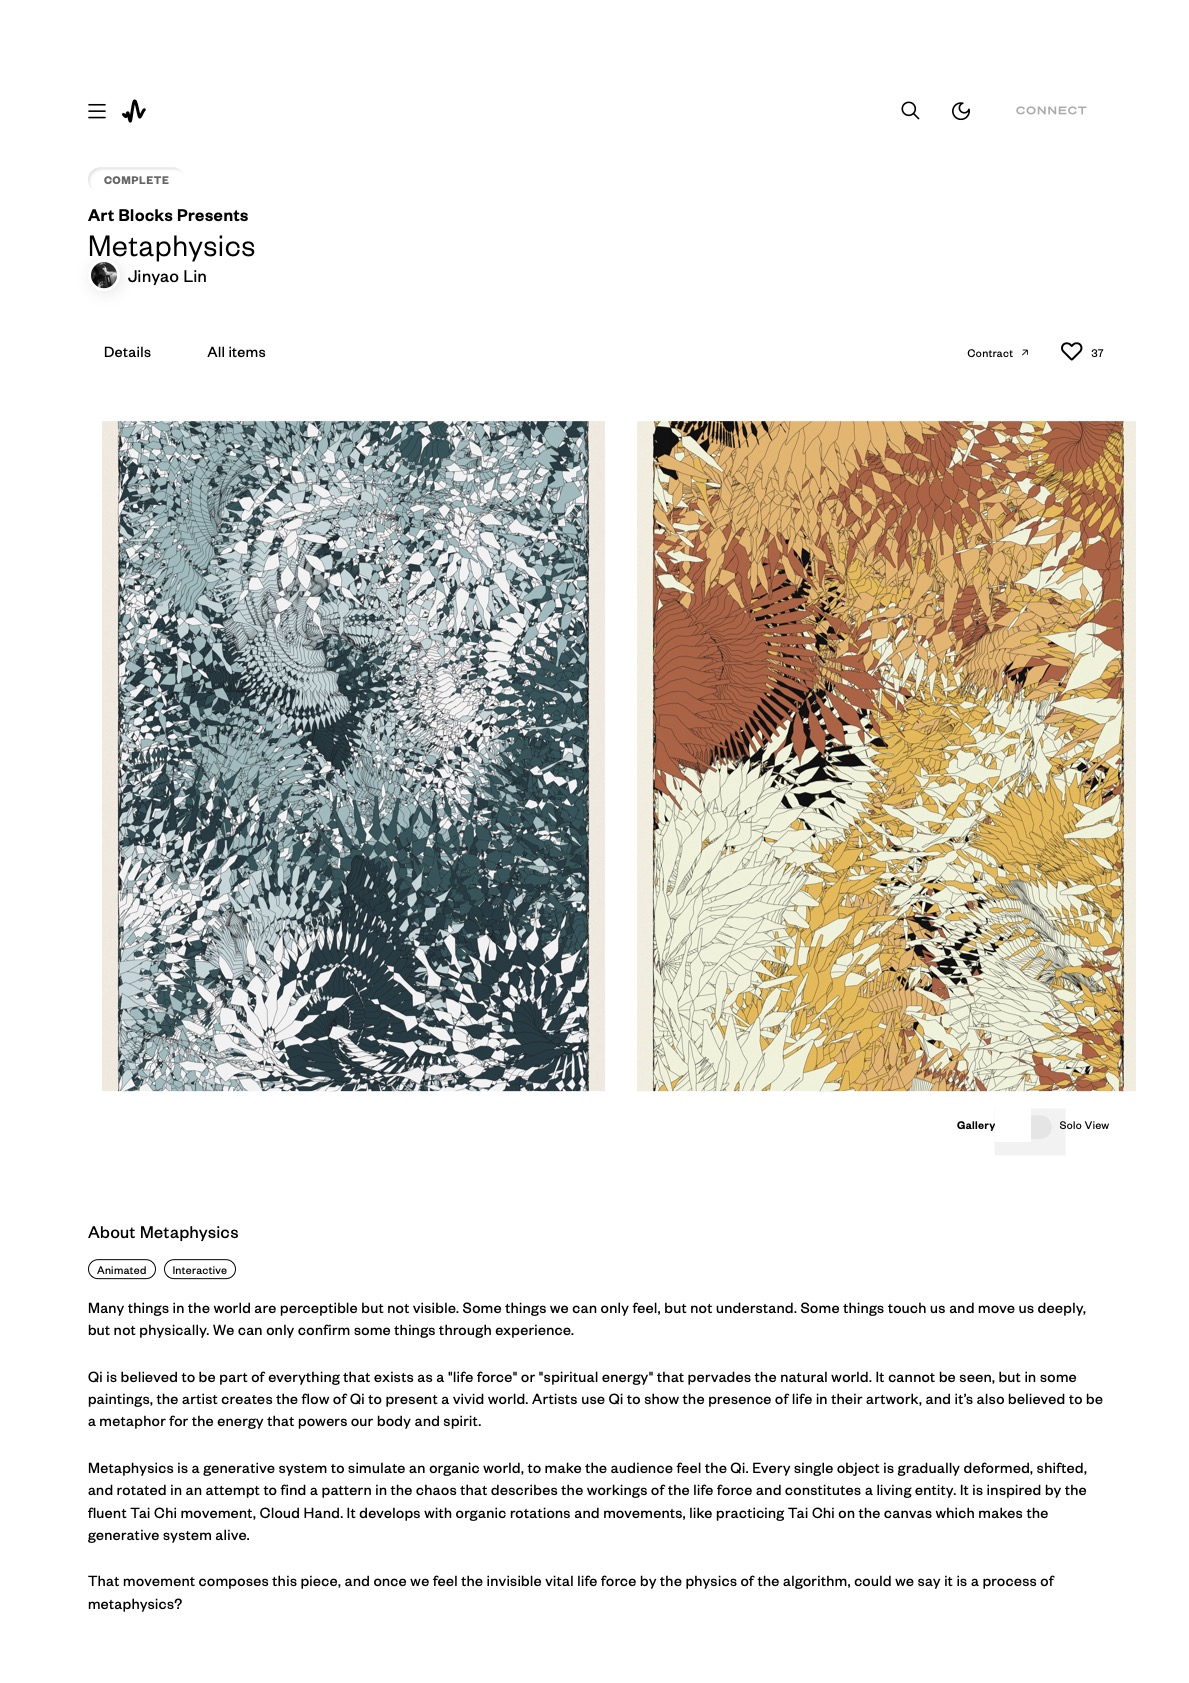 CONNECT
COMPLETE
Art Blocks Presents
Metaphysics
Jinyao Lin
Details
All items
Contract ↗
37
Gallery
Solo View
About Metaphysics
Animated
Interactive
Many things in the world are perceptible but not visible. Some things we can only feel, but not understand. Some things touch us and move us deeply,
but not physically. We can only confirm some things through experience.
Qi is believed to be part of everything that exists as a "life force" or "spiritual energy" that pervades the natural world. It cannot be seen, but in some
paintings, the artist creates the flow of Qi to present a vivid world. Artists use Qi to show the presence of life in their artwork, and it’s also believed to be
a metaphor for the energy that powers our body and spirit.
Metaphysics is a generative system to simulate an organic world, to make the audience feel the Qi. Every single object is gradually deformed, shifted,
and rotated in an attempt to find a pattern in the chaos that describes the workings of the life force and constitutes a living entity. It is inspired by the
fluent Tai Chi movement, Cloud Hand. It develops with organic rotations and movements, like practicing Tai Chi on the canvas which makes the
generative system alive.
That movement composes this piece, and once we feel the invisible vital life force by the physics of the algorithm, could we say it is a process of
metaphysics?